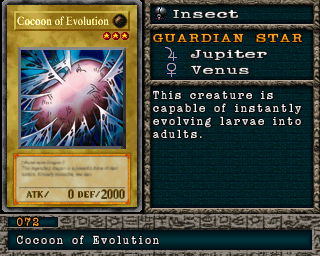 Cocoon of Evolution
Insect
GUARDIAN STAR
Jupiter
Venus
This creature is
capable of instantly
evolving larvae into
adults.
ATK/ 0 DEF/2000
072
Cocoon of Evolution